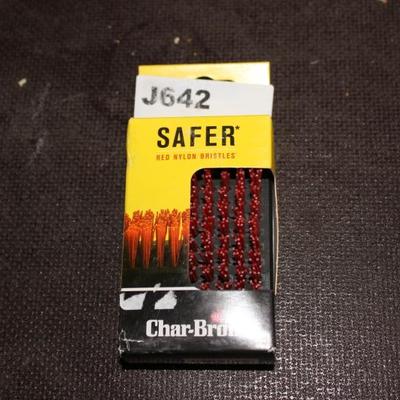 J642
SAFER*
RED NYLON BRISTLES
Char-Broil